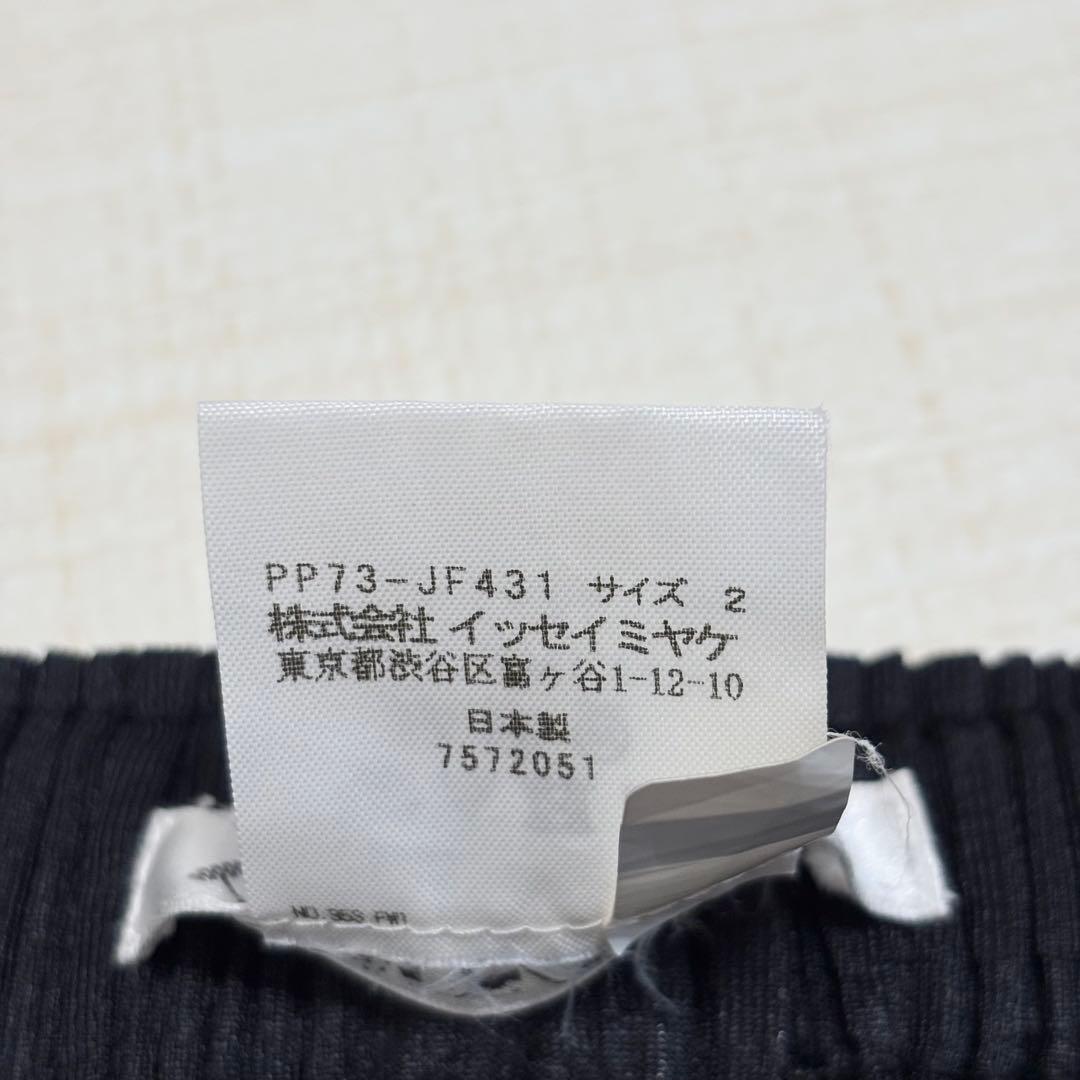 PP73-JF431 サイズ 2
株式会社 イッセイミヤケ
東京都渋谷区富ヶ谷1-12-10
日本製
7572051